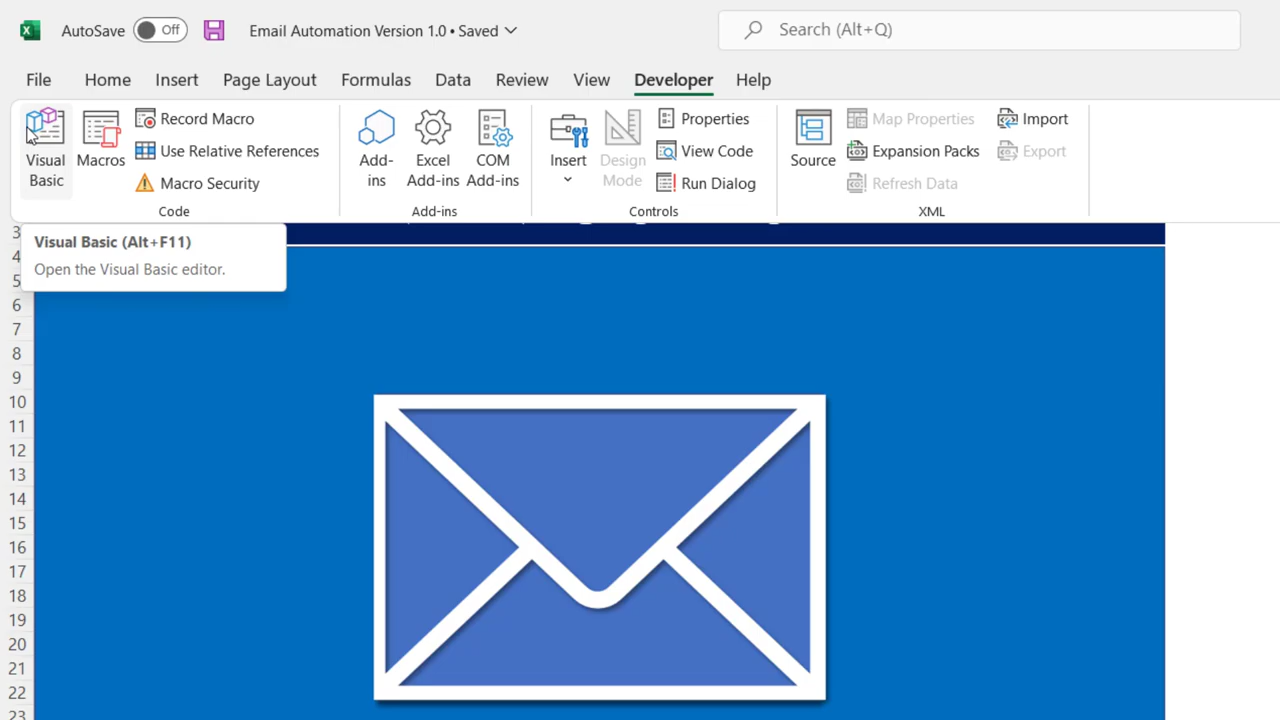 AutoSave Off Email Automation Version 1.0 • Saved Search (Alt+Q)
File Home Insert Page Layout Formulas Data Review View Developer Help
Visual Basic
Macros
Record Macro
Use Relative References
Macro Security
Code
Add-ins
Excel Add-ins
COM Add-ins
Add-ins
Insert
Design Mode
Properties
View Code
Run Dialog
Controls
Source
Map Properties
Expansion Packs
Refresh Data
Import
Export
XML
Visual Basic (Alt+F11)
Open the Visual Basic editor.
3
4
5
6
7
8
9
10
11
12
13
14
15
16
17
18
19
20
21
22
23